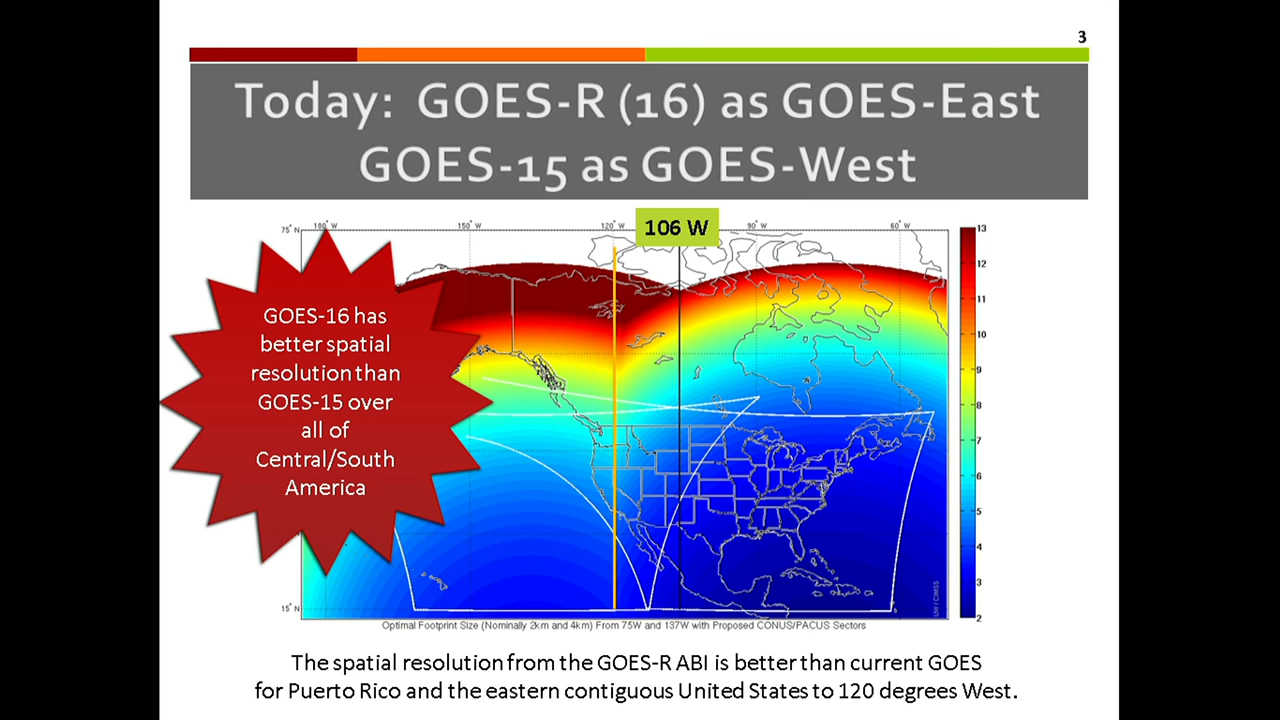 3
Today: GOES-R (16) as GOES-East
GOES-15 as GOES-West
106 W
75° N
180° W
150° W
120° W
90° W
60° W
15° N
GOES-16 has
better spatial
resolution than
GOES-15 over
all of
Central/South
America
13
12
11
10
9
8
7
6
5
4
3
2
UW / CIMSS
Optimal Footprint Size (Nominally 2km and 4km) From 75W and 137W with Proposed CONUS/PACUS Sectors
The spatial resolution from the GOES-R ABI is better than current GOES
for Puerto Rico and the eastern contiguous United States to 120 degrees West.